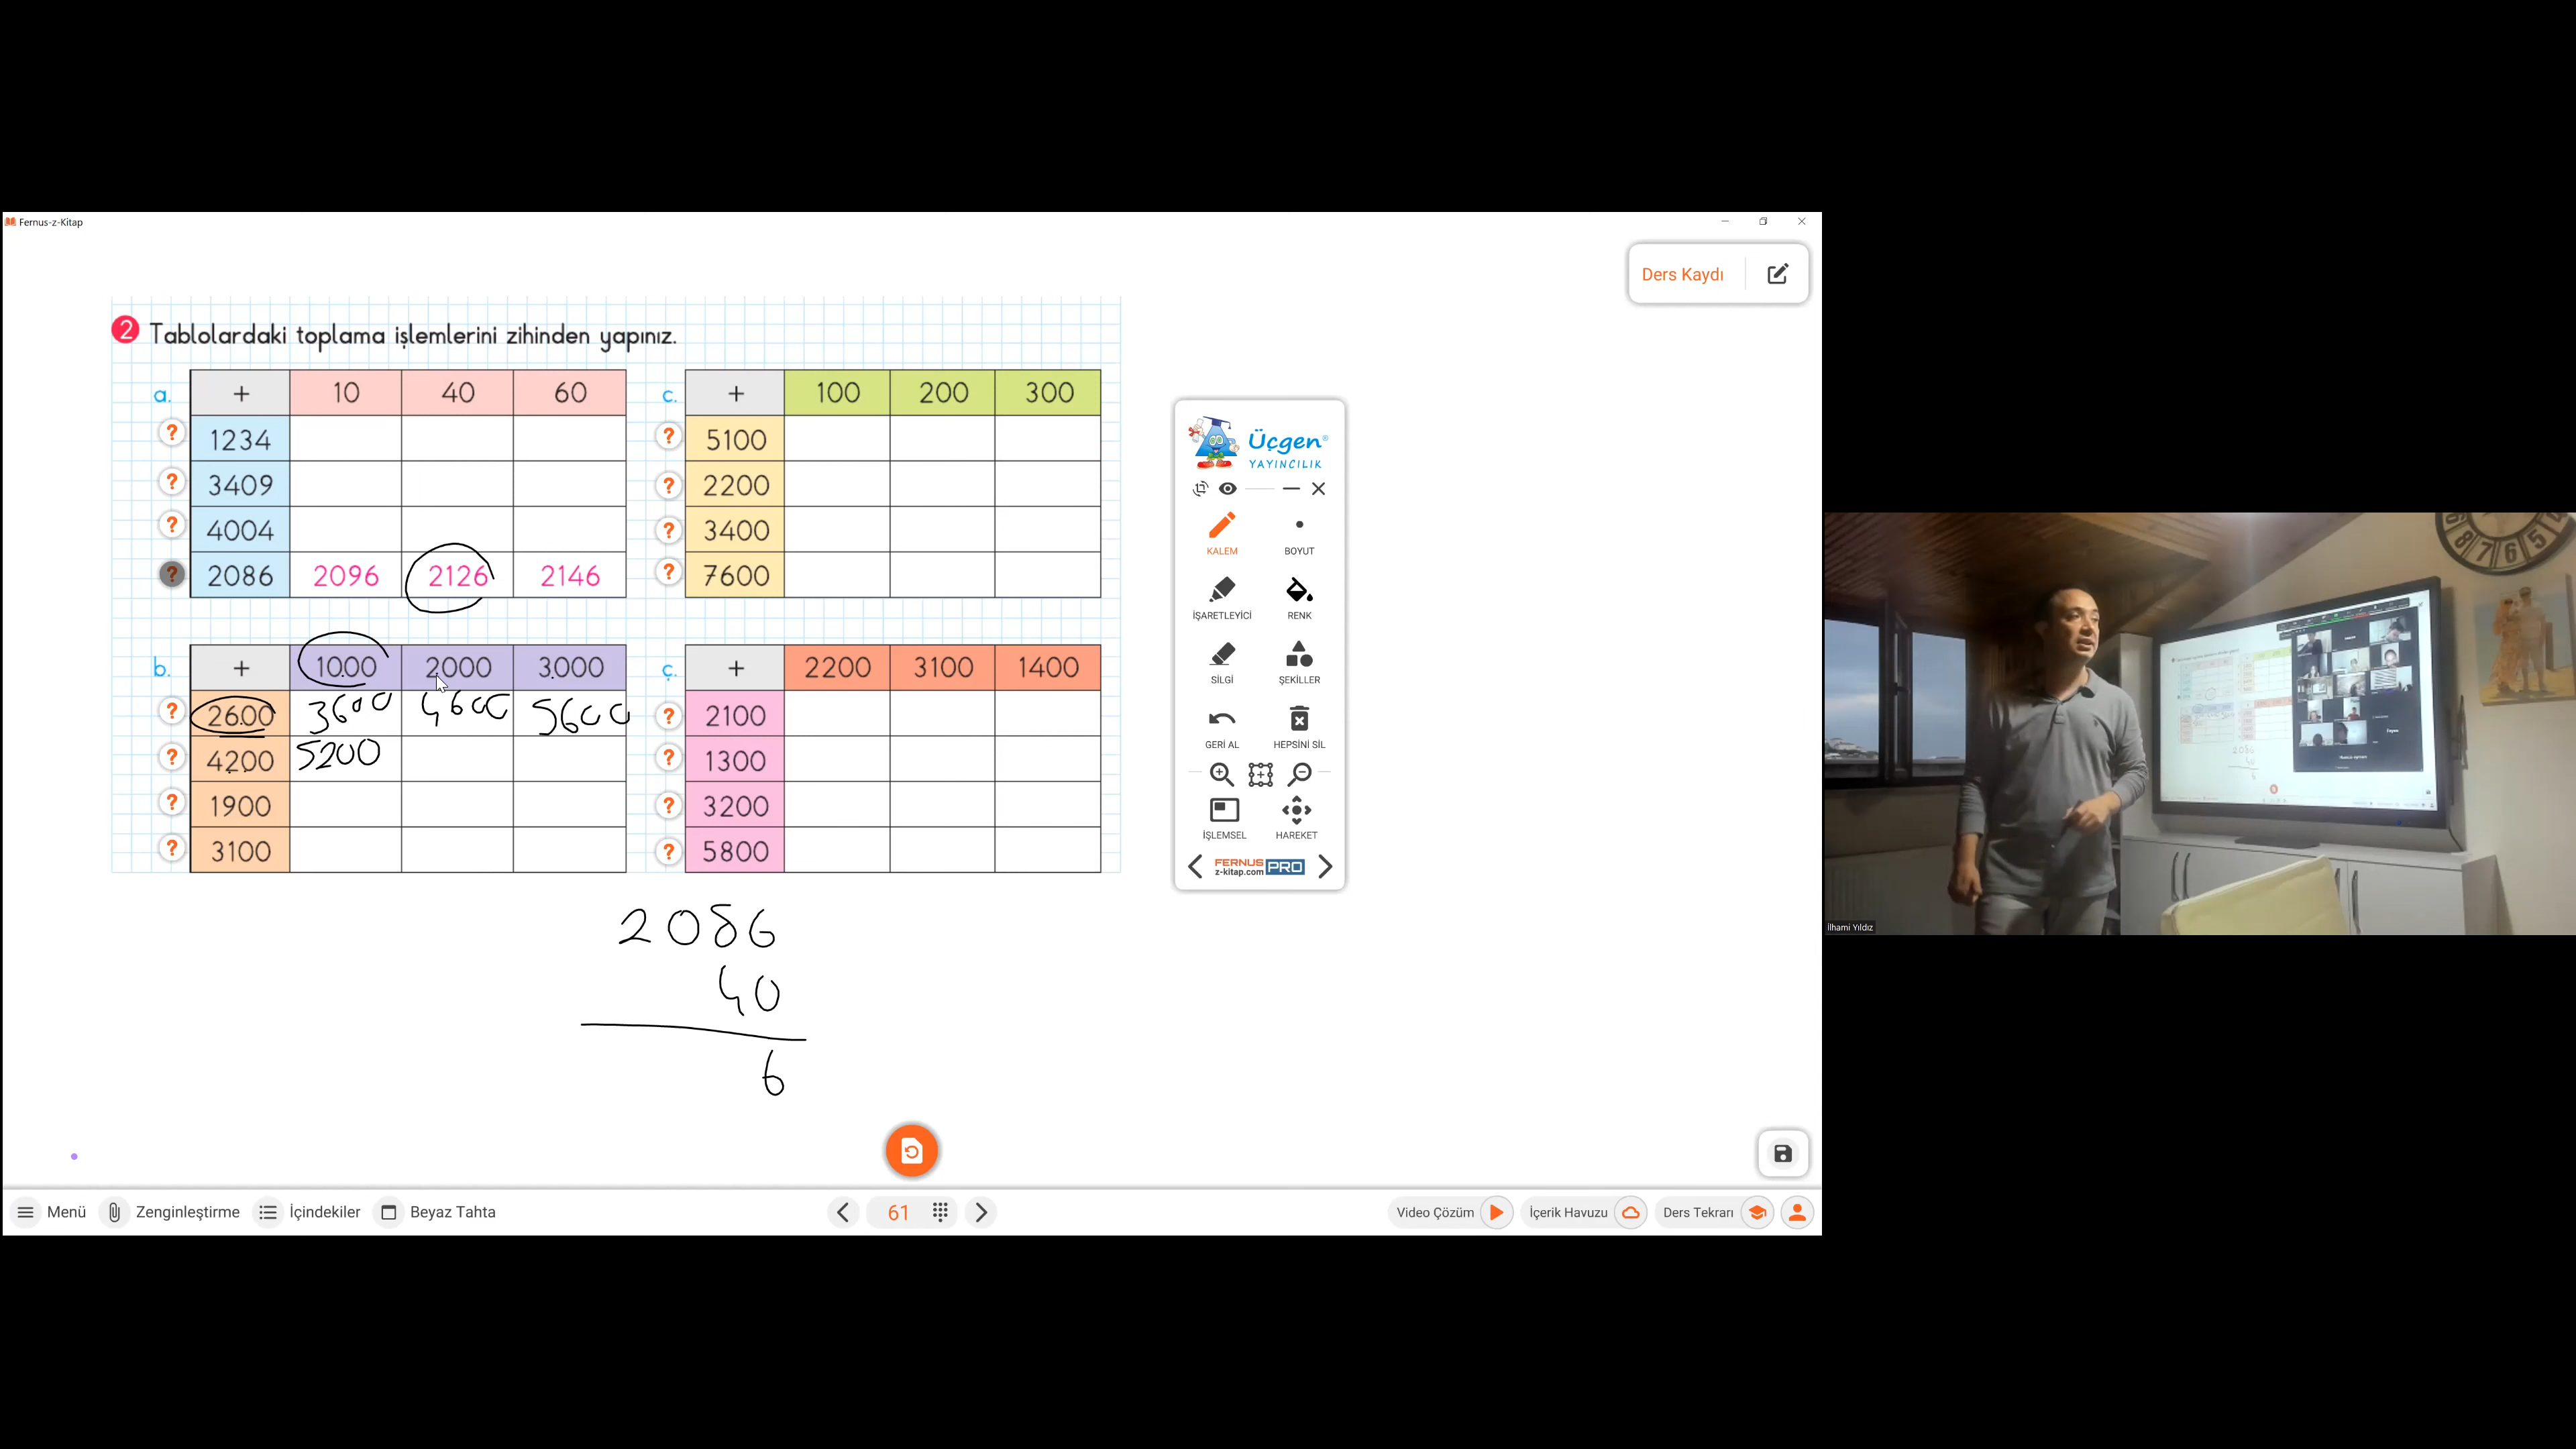 Fernus-z-Kitap
Ders Kaydı
2 Tablolardaki toplama işlemlerini zihinden yapınız.
a. + 10 40 60
? 1234
? 3409
? 4004
? 2086 2096 2126 2146
c. + 100 200 300
? 5100
? 2200
? 3400
? 7600
b. + 1000 2000 3000
? 2600 3600 4600 5600
? 4200 5200
? 1900
? 3100
ç. + 2200 3100 1400
? 2100
? 1300
? 3200
? 5800
2086
40
6
Üçgen
YAYINCILIK
KALEM BOYUT
İŞARETLEYİCİ RENK
SİLGİ ŞEKİLLER
GERİ AL HEPSİNİ SİL
İŞLEMSEL HAREKET
FERNUS PRO
z-kitap.com
İlhami Yıldız
Menü Zenginleştirme İçindekiler Beyaz Tahta 61 Video Çözüm İçerik Havuzu Ders Tekrarı